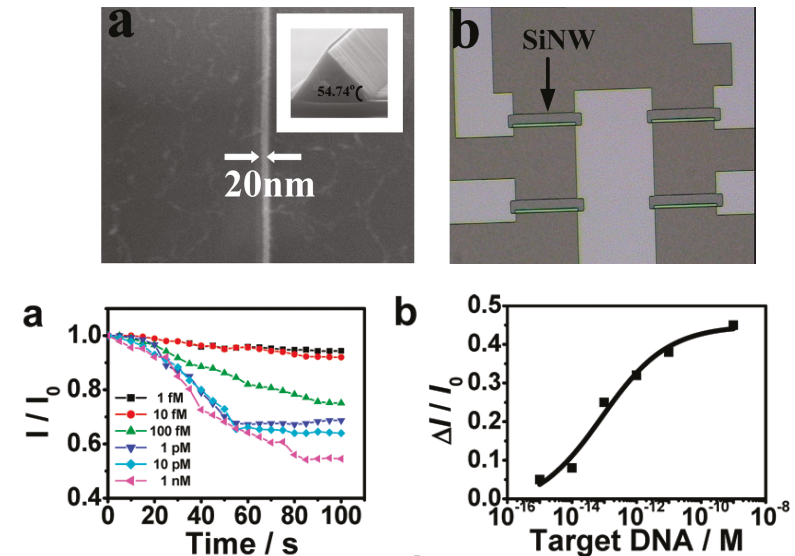 a
54.74°
20nm
b
SiNW
a
I / I0
1.0
0.8
0.6
0.4
1 fM
10 fM
100 fM
1 pM
10 pM
1 nM
0 20 40 60 80 100
Time / s
b
ΔI / I0
0.5
0.4
0.3
0.2
0.1
0.0
10-16 10-14 10-12 10-10 10-8
Target DNA / M